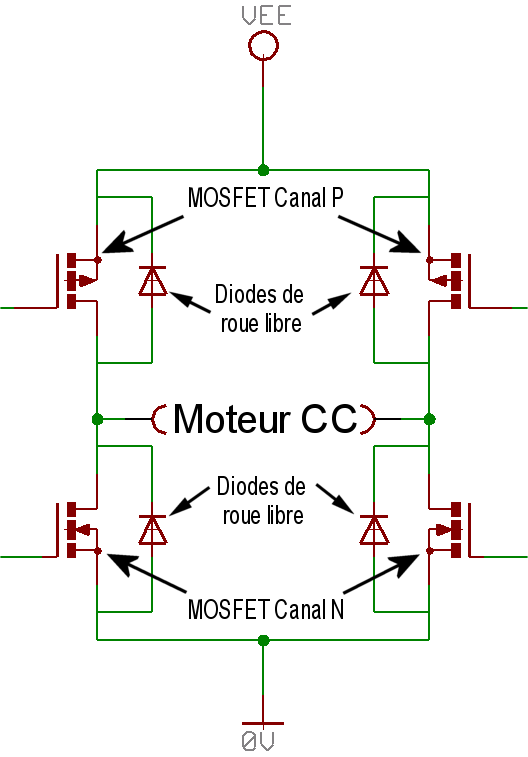 VEE
MOSFET Canal P
Diodes de
roue libre
Moteur CC
Diodes de
roue libre
MOSFET Canal N
0V